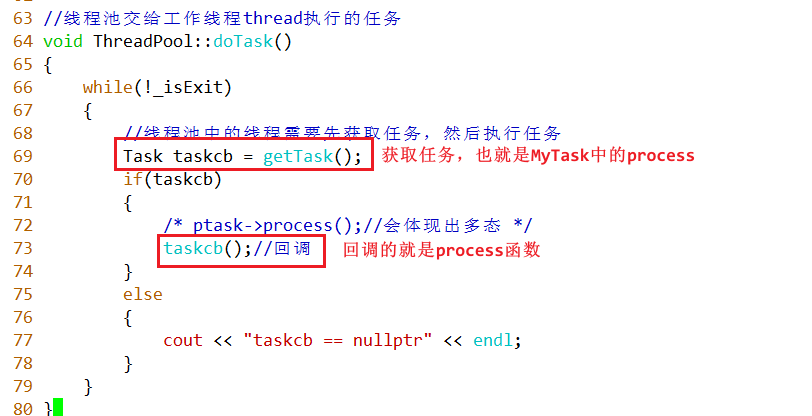 63 //线程池交给工作线程thread执行的任务
64 void ThreadPool::doTask()
65 {
66     while(!_isExit)
67     {
68         //线程池中的线程需要先获取任务，然后执行任务
69         Task taskcb = getTask(); 获取任务，也就是MyTask中的process
70         if(taskcb)
71         {
72             /* ptask->process();//会体现出多态 */
73             taskcb();//回调 回调的就是process函数
74         }
75         else
76         {
77             cout << "taskcb == nullptr" << endl;
78         }
79     }
80 }